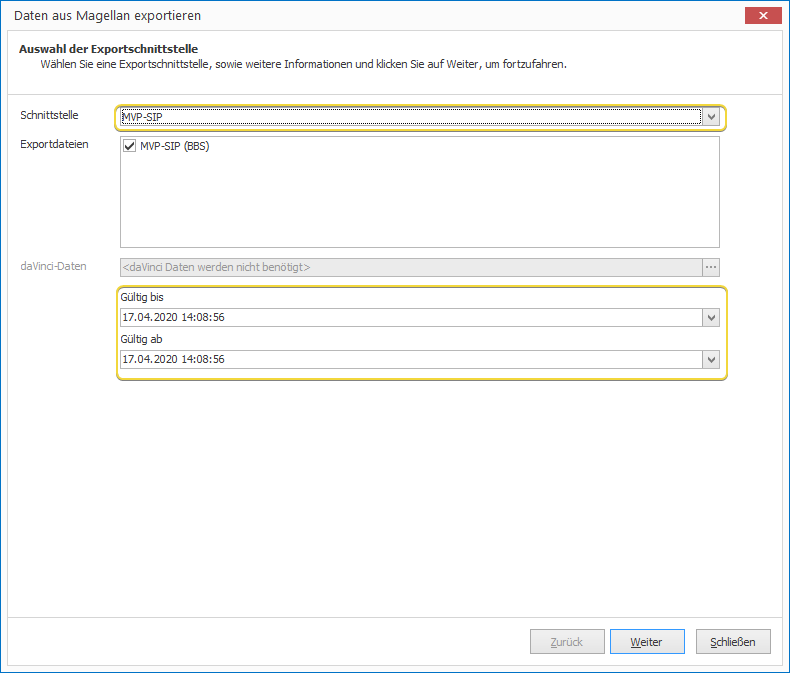 Daten aus Magellan exportieren
Auswahl der Exportschnittstelle
Wählen Sie eine Exportschnittstelle, sowie weitere Informationen und klicken Sie auf Weiter, um fortzufahren.
Schnittstelle
MVP-SIP
Exportdateien
MVP-SIP (BBS)
daVinci-Daten
<daVinci Daten werden nicht benötigt>
Gültig bis
17.04.2020 14:08:56
Gültig ab
17.04.2020 14:08:56
Zurück
Weiter
Schließen